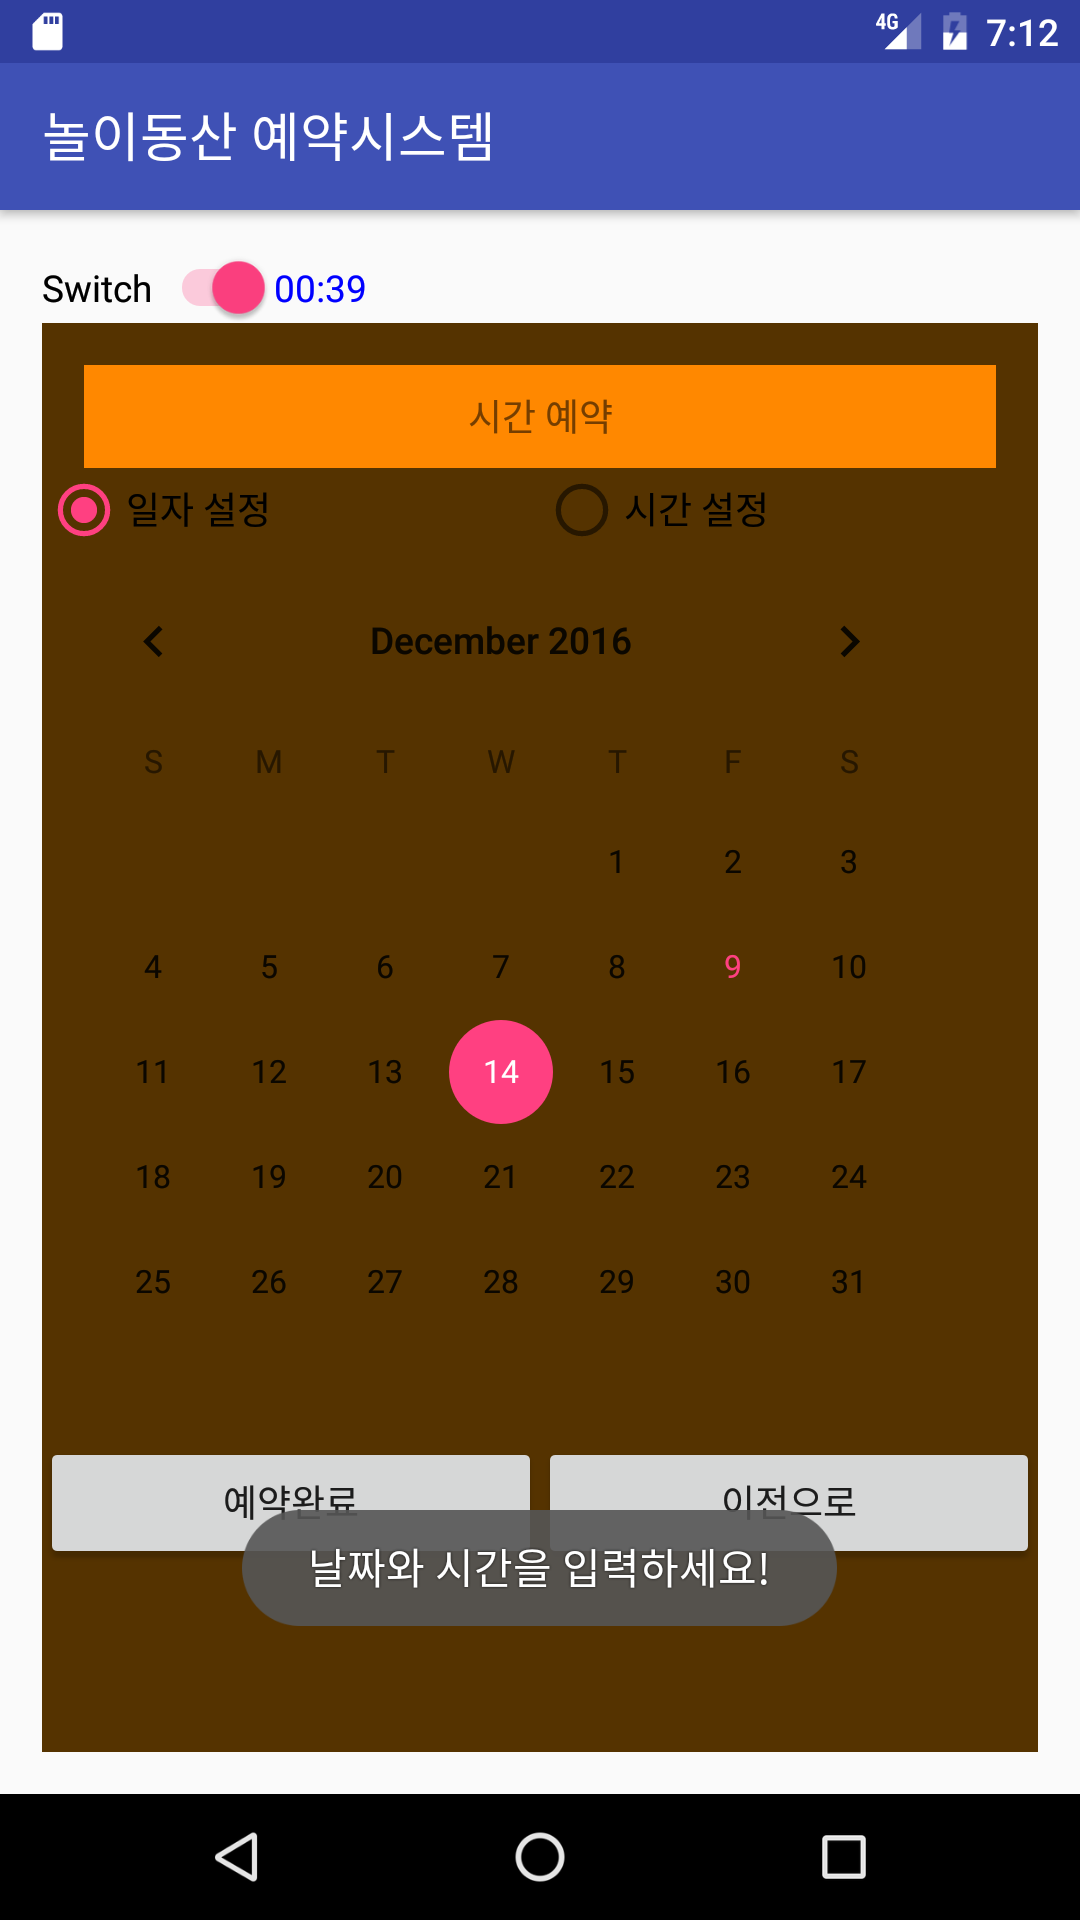 4G 7:12
놀이동산 예약시스템
Switch 00:39
시간 예약
일자 설정 시간 설정
December 2016
S M T W T F S
1 2 3
4 5 6 7 8 9 10
11 12 13 14 15 16 17
18 19 20 21 22 23 24
25 26 27 28 29 30 31
예약완료 이전으로
날짜와 시간을 입력하세요!